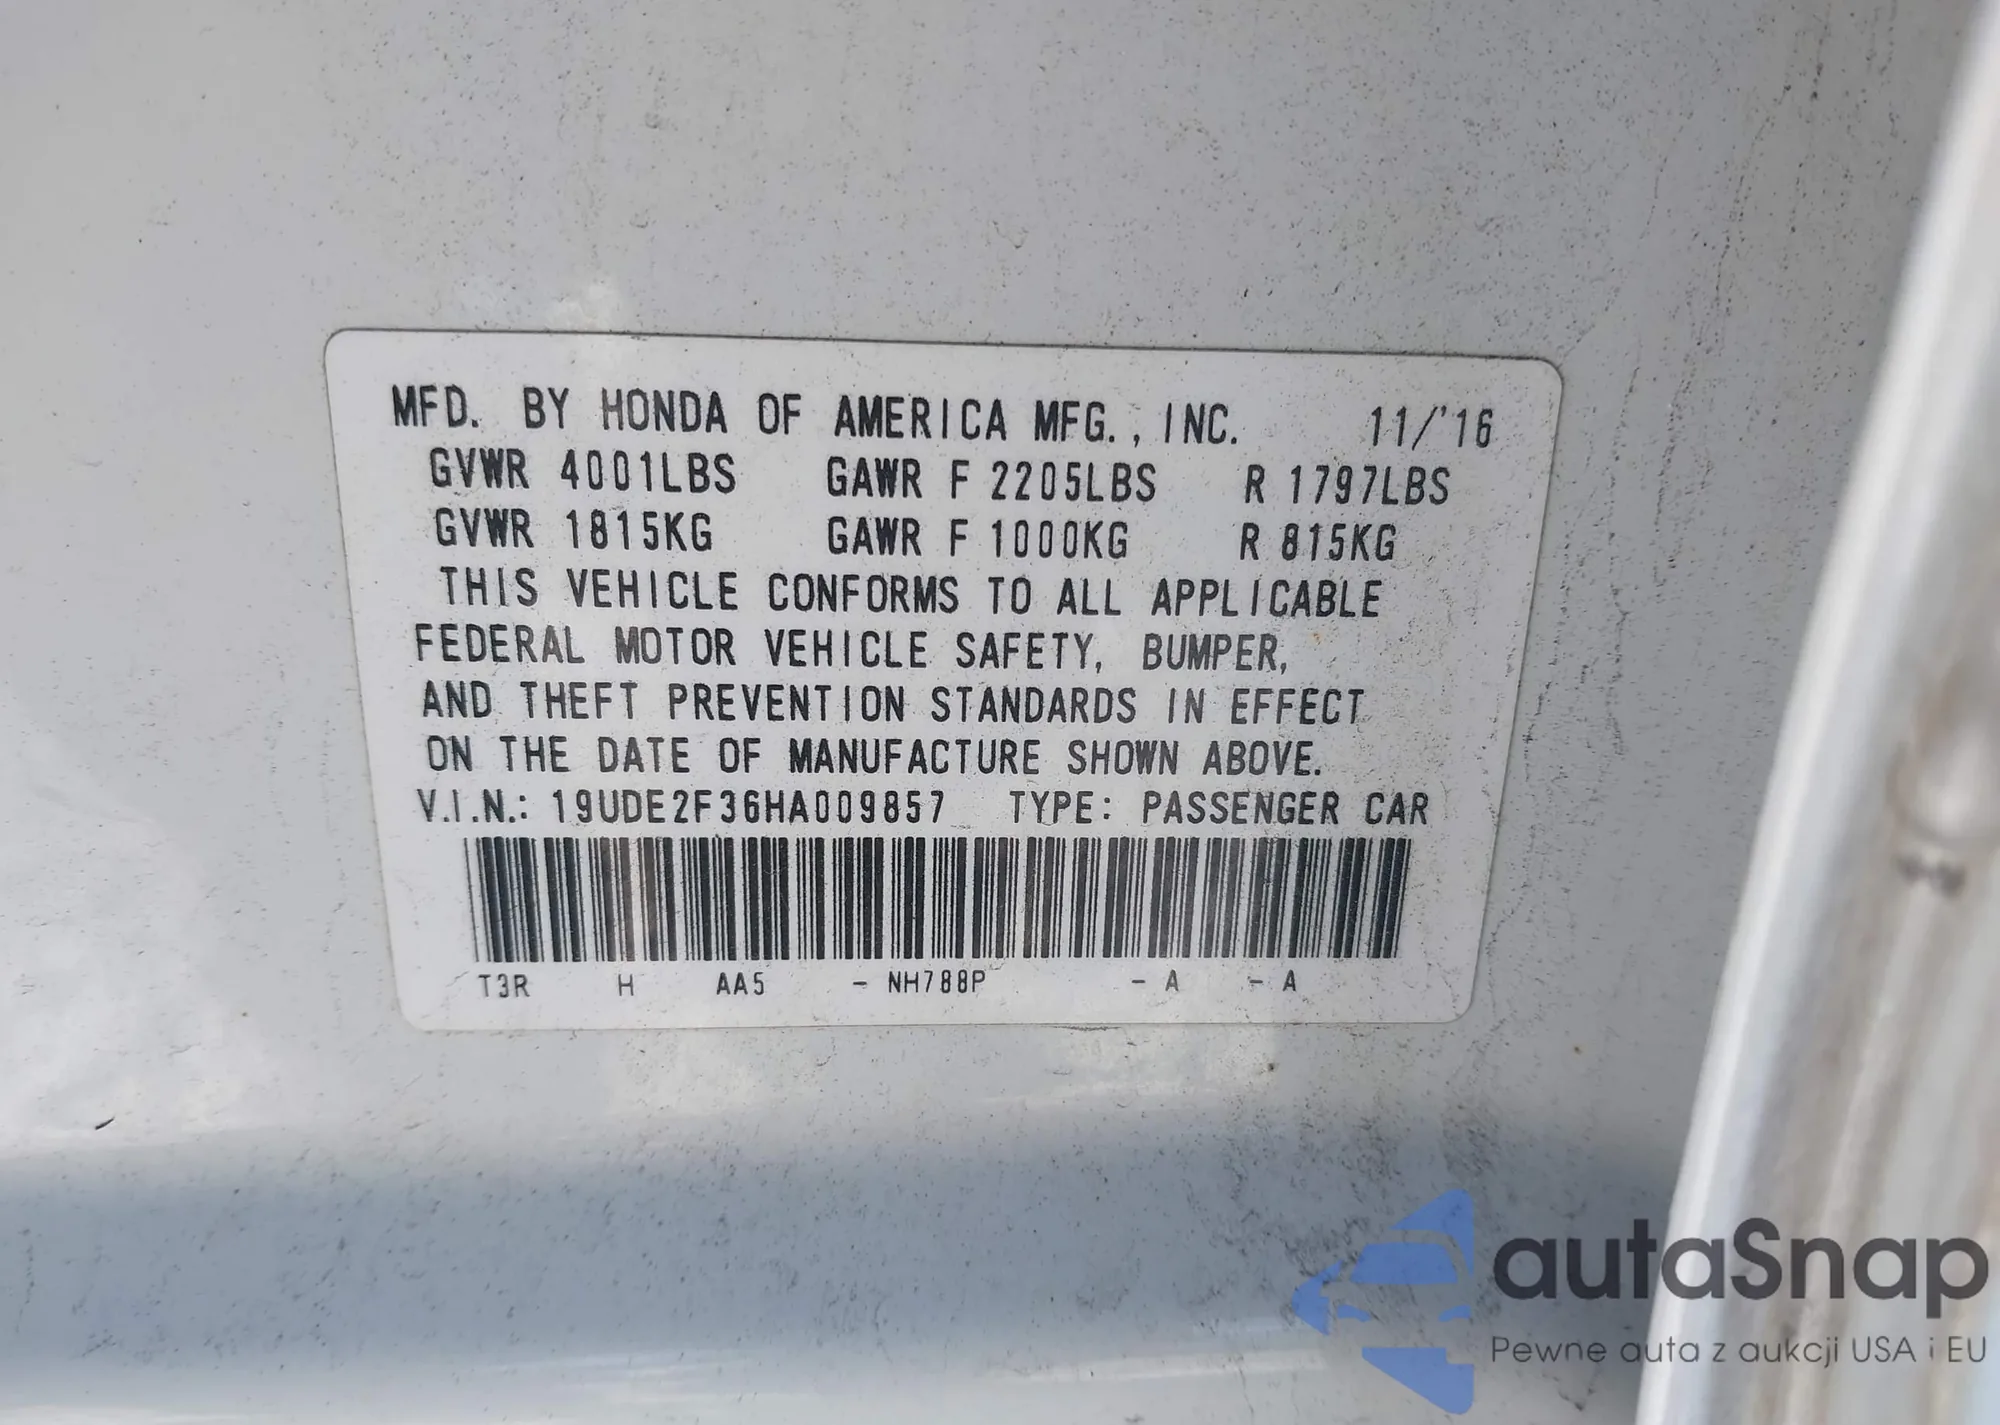 MFD. BY HONDA OF AMERICA MFG., INC. 11/'16
GVWR 4001LBS GAWR F 2205LBS R 1797LBS
GVWR 1815KG GAWR F 1000KG R 815KG
THIS VEHICLE CONFORMS TO ALL APPLICABLE
FEDERAL MOTOR VEHICLE SAFETY, BUMPER,
AND THEFT PREVENTION STANDARDS IN EFFECT
ON THE DATE OF MANUFACTURE SHOWN ABOVE.
V.I.N.: 19UDE2F36HA009857 TYPE: PASSENGER CAR
T3R H AA5 - NH788P - A - A
autaSnap
Pewne auta z aukcji USA i EU